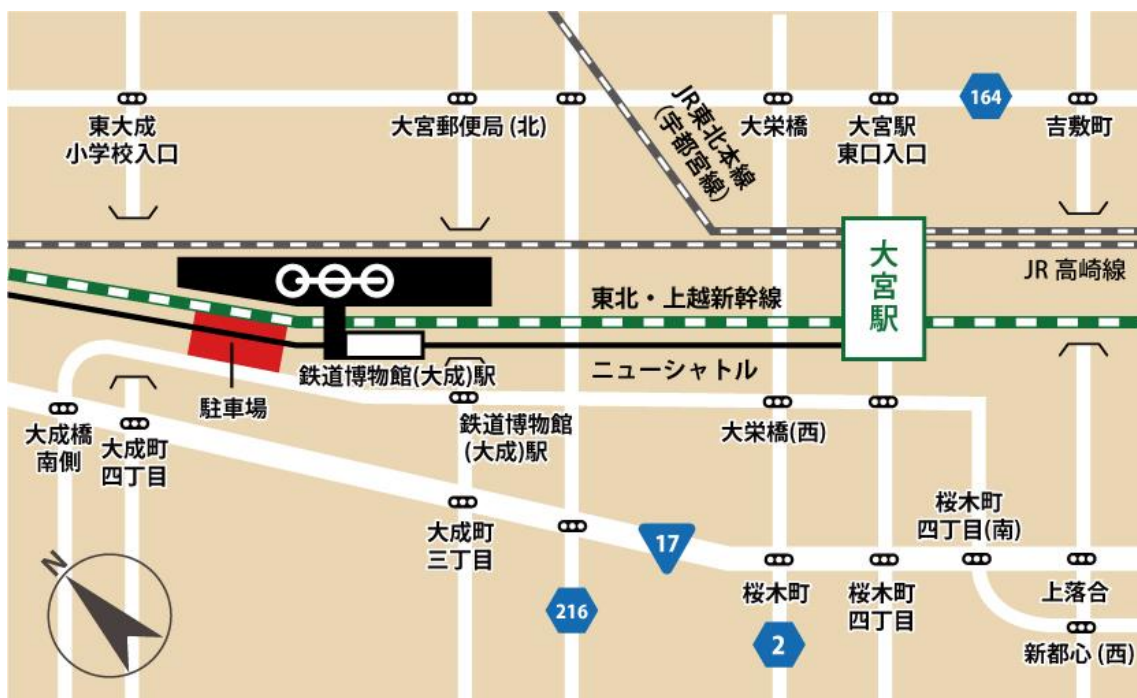 東大成
小学校入口
大宮郵便局(北)
JR東北本線
(宇都宮線)
大栄橋
大宮駅
東口入口
164
吉敷町
大宮駅
JR 高崎線
東北・上越新幹線
ニューシャトル
鉄道博物館(大成)駅
駐車場
大成橋
南側
大成町
四丁目
鉄道博物館
(大成)駅
大栄橋(西)
大成町
三丁目
17
桜木町
四丁目(南)
216
桜木町
2
桜木町
四丁目
上落合
新都心(西)
N